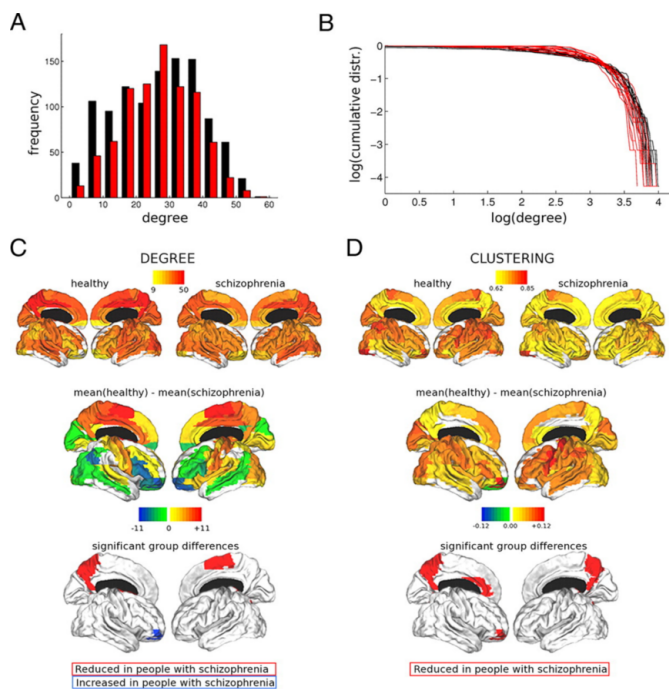 A
B
150
100
50
0
frequency
0 10 20 30 40 50 60
degree
0
−1
−2
−3
−4
log(cumulative distr.)
0 0.5 1 1.5 2 2.5 3 3.5 4
log(degree)
C
DEGREE
healthy
schizophrenia
9 50
mean(healthy) - mean(schizophrenia)
-11 0 +11
significant group differences
Reduced in people with schizophrenia
Increased in people with schizophrenia
D
CLUSTERING
healthy
schizophrenia
0.62 0.85
mean(healthy) - mean(schizophrenia)
-0.12 0.00 +0.12
significant group differences
Reduced in people with schizophrenia